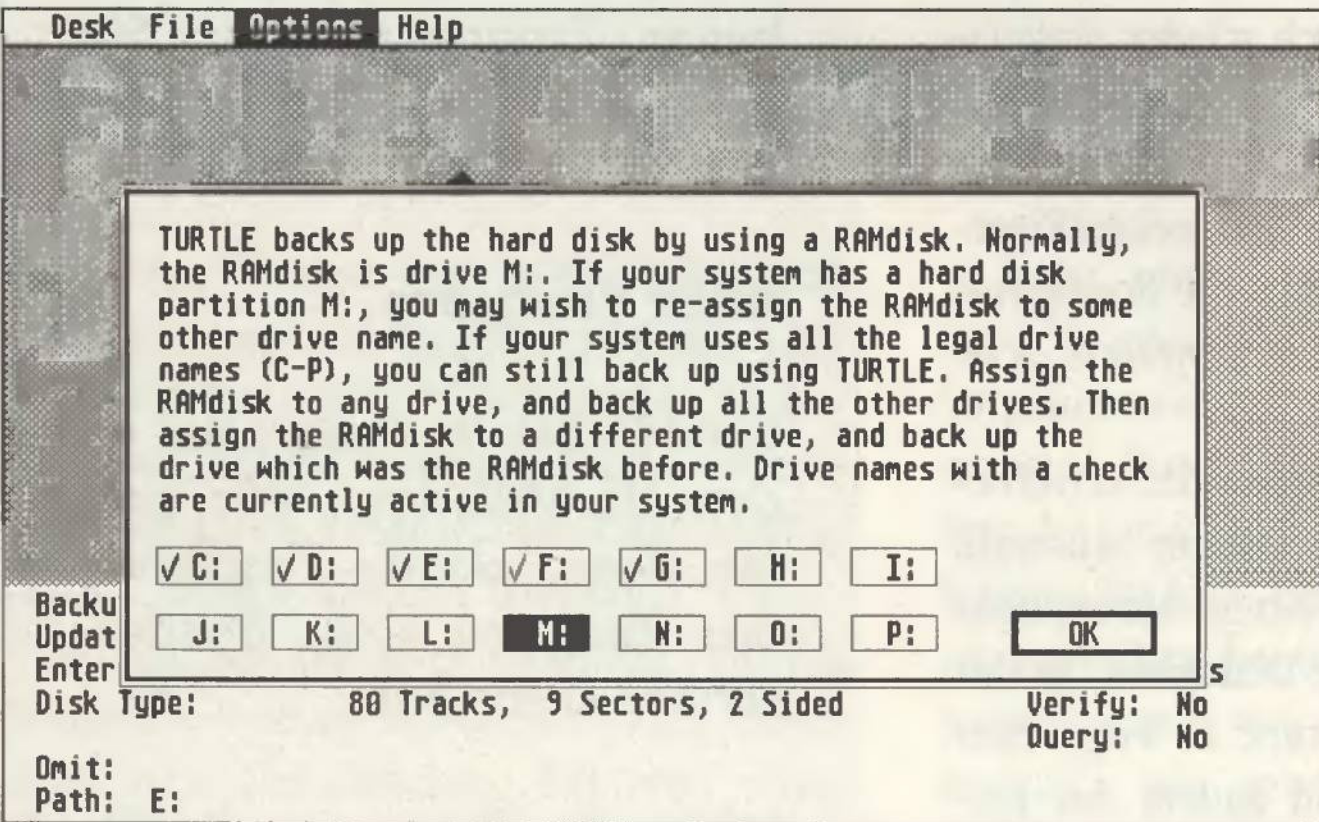 Desk File Options Help
TURTLE backs up the hard disk by using a RAMdisk. Normally,
the RAMdisk is drive M:. If your system has a hard disk
partition M:, you may wish to re-assign the RAMdisk to some
other drive name. If your system uses all the legal drive
names (C-P), you can still back up using TURTLE. Assign the
RAMdisk to any drive, and back up all the other drives. Then
assign the RAMdisk to a different drive, and back up the
drive which was the RAMdisk before. Drive names with a check
are currently active in your system.
√ C: √ D: √ E: √ F: √ G: H: I:
Backu
J: K: L: M: N: O: P: OK
Updat
Enter s
Disk Type: 80 Tracks, 9 Sectors, 2 Sided Verify: No
Query: No
Omit:
Path: E: